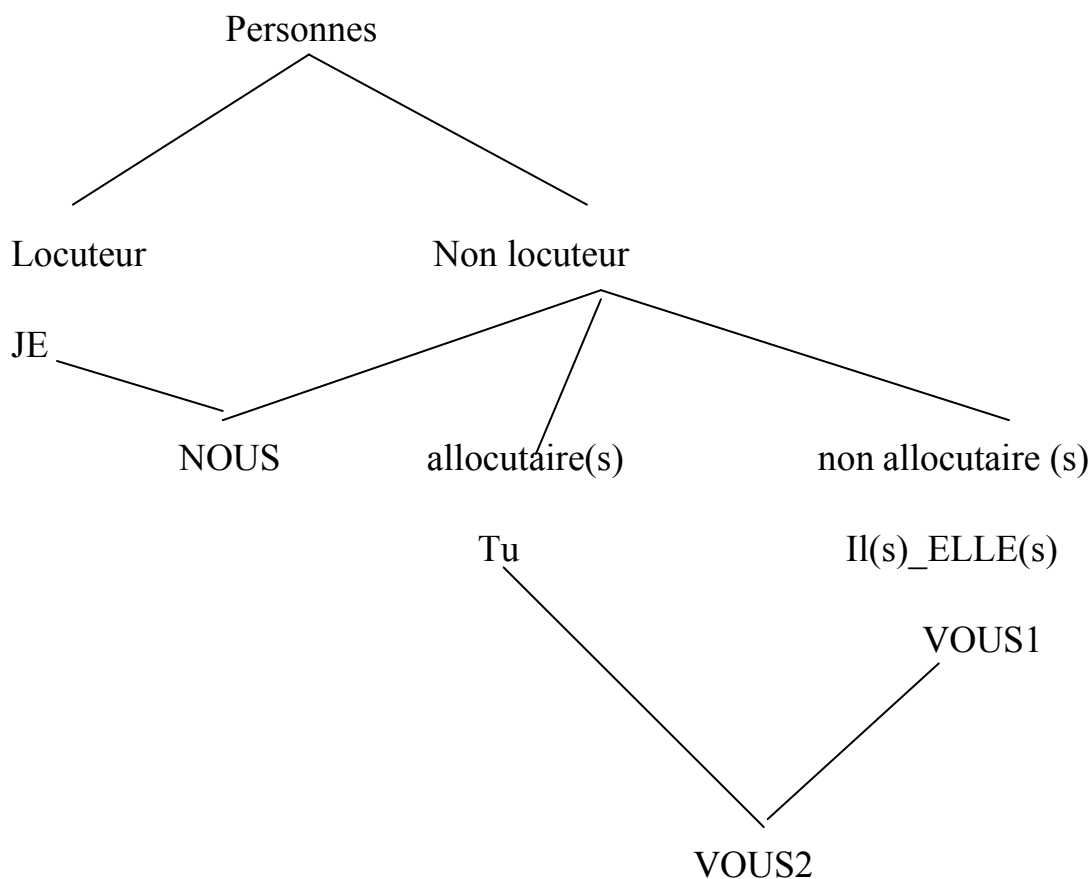 Personnes
Locuteur Non locuteur
JE
NOUS allocutaire(s) non allocutaire (s)
Tu Il(s)_ELLE(s)
VOUS1
VOUS2